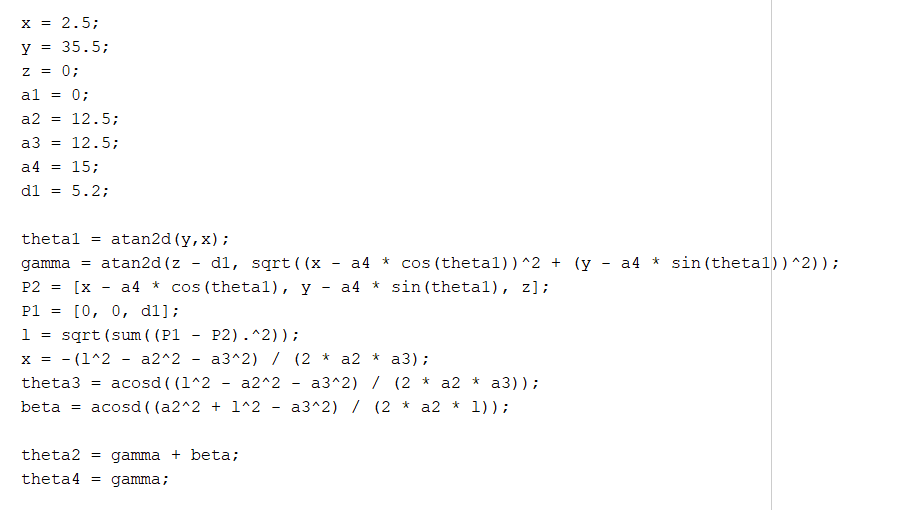 x = 2.5;
y = 35.5;
z = 0;
a1 = 0;
a2 = 12.5;
a3 = 12.5;
a4 = 15;
d1 = 5.2;
theta1 = atan2d(y,x);
gamma = atan2d(z - d1, sqrt((x - a4 * cos(theta1))^2 + (y - a4 * sin(theta1))^2));
P2 = [x - a4 * cos(theta1), y - a4 * sin(theta1), z];
P1 = [0, 0, d1];
l = sqrt(sum((P1 - P2).^2));
x = -(l^2 - a2^2 - a3^2) / (2 * a2 * a3);
theta3 = acosd((l^2 - a2^2 - a3^2) / (2 * a2 * a3));
beta = acosd((a2^2 + l^2 - a3^2) / (2 * a2 * l));
theta2 = gamma + beta;
theta4 = gamma;